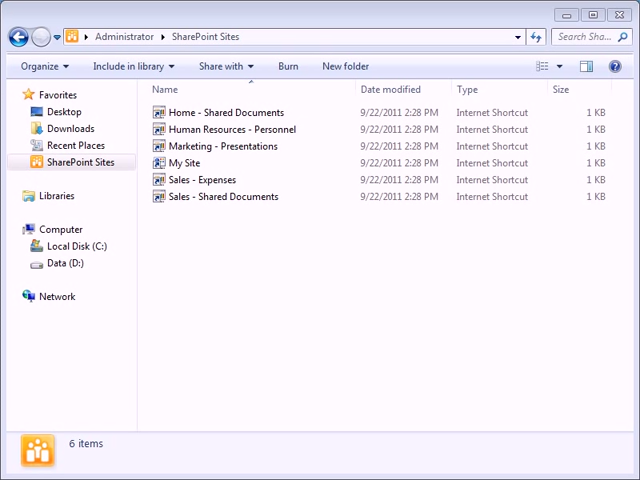 Administrator SharePoint Sites Search Sha...
Organize Include in library Share with Burn New folder
Favorites
Desktop
Downloads
Recent Places
SharePoint Sites
Libraries
Computer
Local Disk (C:)
Data (D:)
Network
Name Date modified Type Size
Home - Shared Documents 9/22/2011 2:28 PM Internet Shortcut 1 KB
Human Resources - Personnel 9/22/2011 2:28 PM Internet Shortcut 1 KB
Marketing - Presentations 9/22/2011 2:28 PM Internet Shortcut 1 KB
My Site 9/22/2011 2:28 PM Internet Shortcut 1 KB
Sales - Expenses 9/22/2011 2:28 PM Internet Shortcut 1 KB
Sales - Shared Documents 9/22/2011 2:28 PM Internet Shortcut 1 KB
6 items